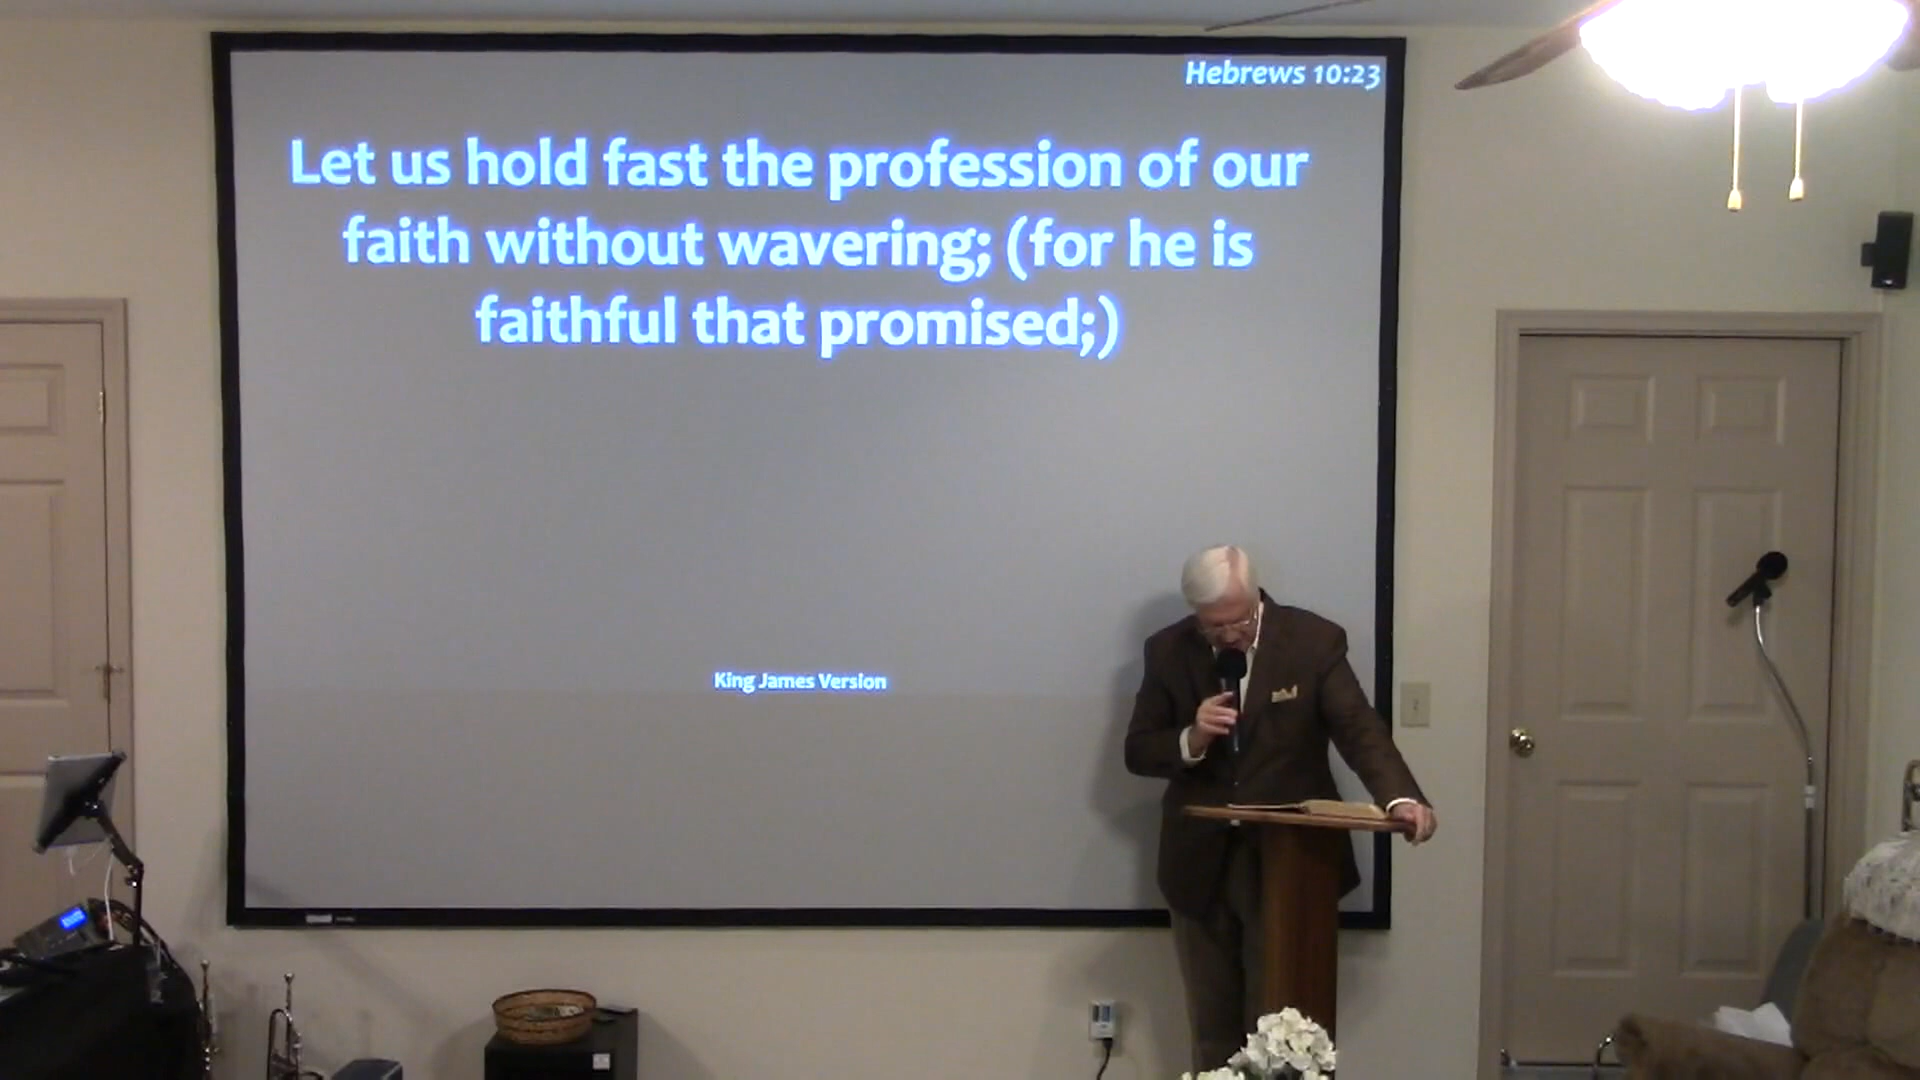 Hebrews 10:23
Let us hold fast the profession of our
faith without wavering; (for he is
faithful that promised;)
King James Version